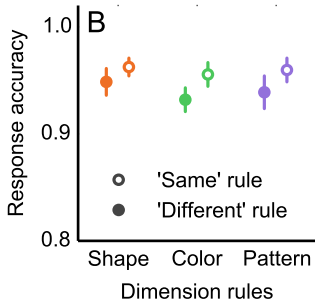 B
1.0
0.9
0.8
Response accuracy
'Same' rule
'Different' rule
Shape Color Pattern
Dimension rules